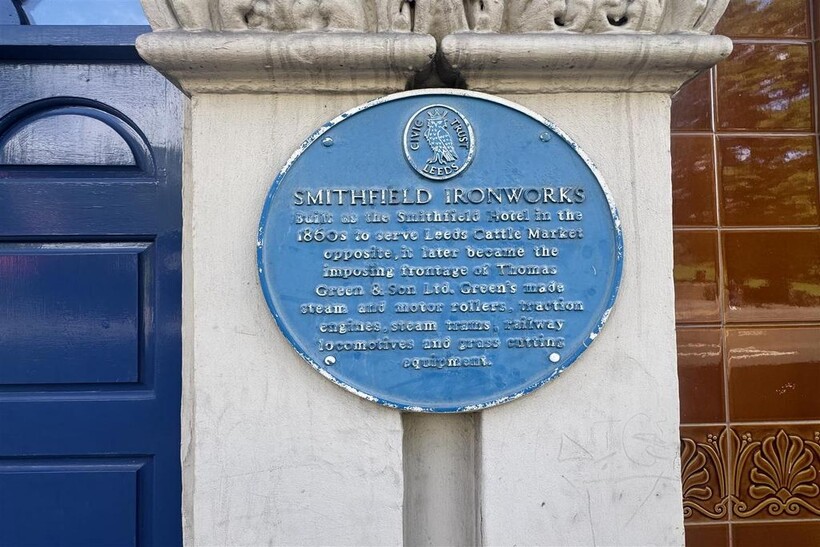 CIVIC TRUST
LEEDS
SMITHFIELD IRONWORKS
Built as the Smithfield Hotel in the
1860s to serve Leeds Cattle Market
opposite, it later became the
imposing frontage of Thomas
Green & Son Ltd. Green's made
steam and motor rollers, traction
engines, steam trams, railway
locomotives and grass cutting
equipment.